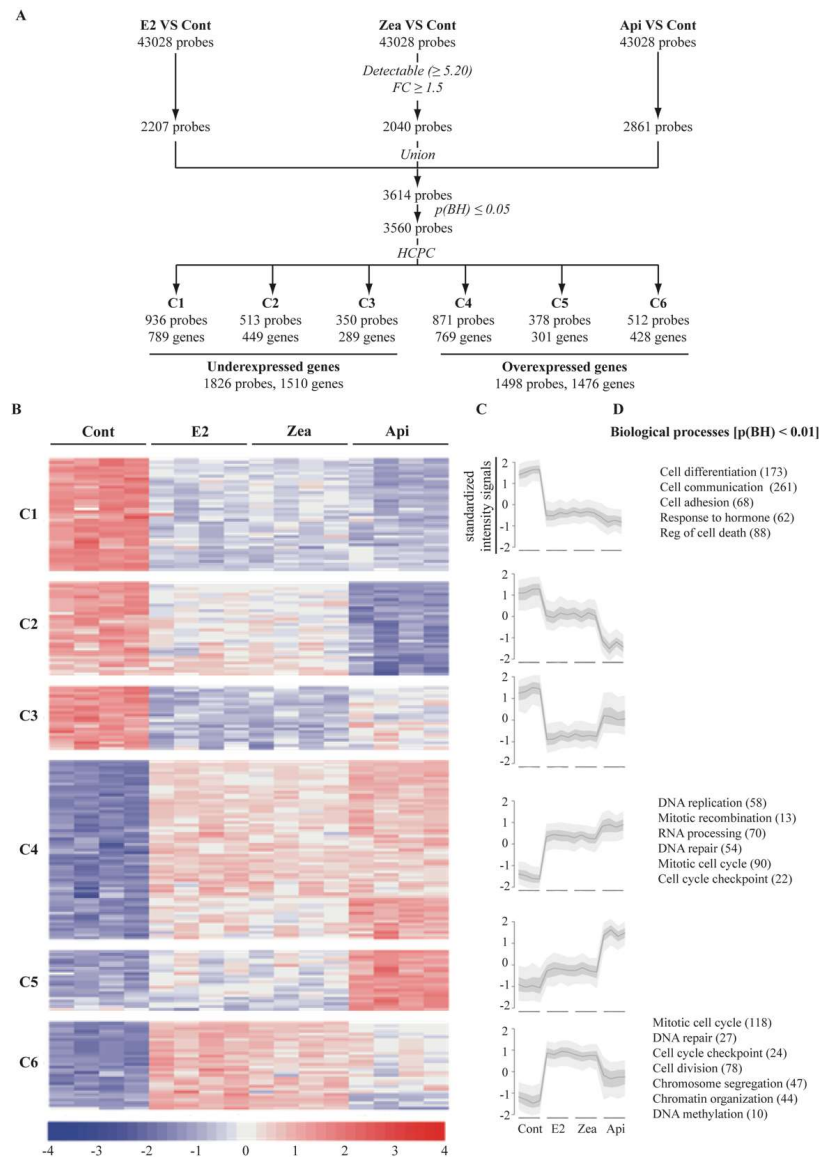 A
E2 VS Cont Zea VS Cont Api VS Cont
43028 probes 43028 probes 43028 probes
Detectable (≥ 5.20)
FC ≥ 1.5
2207 probes 2040 probes 2861 probes
Union
3614 probes
p(BH) ≤ 0.05
3560 probes
HCPC
C1 C2 C3 C4 C5 C6
936 probes 513 probes 350 probes 871 probes 378 probes 512 probes
789 genes 449 genes 289 genes 769 genes 301 genes 428 genes
Underexpressed genes Overexpressed genes
1826 probes, 1510 genes 1498 probes, 1476 genes
B C D
Biological processes [p(BH) < 0.01]
Cont E2 Zea Api
C1
C2
C3
C4
C5
C6
-4 -3 -2 -1 0 1 2 3 4
standardized
intensity signals
2
1
0
-1
-2
2
1
0
-1
-2
2
1
0
-1
-2
2
1
0
-1
-2
2
1
0
-1
-2
2
1
0
-1
-2
Cont E2 Zea Api
Cell differentiation (173)
Cell communication (261)
Cell adhesion (68)
Response to hormone (62)
Reg of cell death (88)
DNA replication (58)
Mitotic recombination (13)
RNA processing (70)
DNA repair (54)
Mitotic cell cycle (90)
Cell cycle checkpoint (22)
Mitotic cell cycle (118)
DNA repair (27)
Cell cycle checkpoint (24)
Cell division (78)
Chromosome segregation (47)
Chromatin organization (44)
DNA methylation (10)